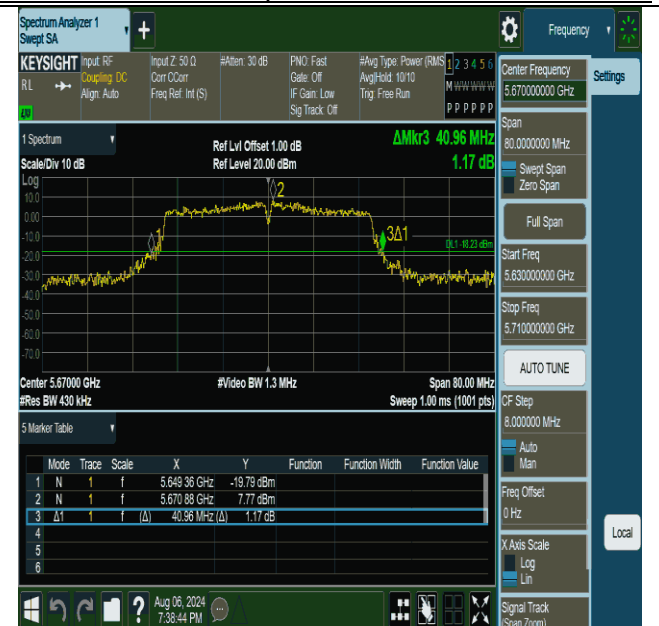 Spectrum Analyzer 1
Swept SA
+
Frequency
KEYSIGHT Input: RF Input Z: 50 Ω #Atten: 30 dB PNO: Fast #Avg Type: Power (RMS 1 2 3 4 5 6
RL Coupling: DC Corr CCorr Gate: Off Avg|Hold: 10/10 M W W W W W
Align: Auto Freq Ref: Int (S) IF Gain: Low Trig: Free Run
Sig Track: Off P P P P P P
1 Spectrum
Ref Lvl Offset 1.00 dB ΔMkr3 40.96 MHz
Scale/Div 10 dB Ref Level 20.00 dBm 1.17 dB
Log
10.0
0.00
-10.0
-20.0
-30.0
-40.0
-50.0
-60.0
-70.0
1
2
3Δ1
DL1 -18.23 dBm
Center 5.67000 GHz #Video BW 1.3 MHz Span 80.00 MHz
#Res BW 430 kHz Sweep 1.00 ms (1001 pts)
5 Marker Table
Mode Trace Scale X Y Function Function Width Function Value
1 N 1 f 5.649 36 GHz -19.79 dBm
2 N 1 f 5.670 88 GHz 7.77 dBm
3 Δ1 1 f (Δ) 40.96 MHz (Δ) 1.17 dB
4
5
6
Aug 06, 2024
7:38:44 PM
?
Center Frequency
5.670000000 GHz
Settings
Span
80.0000000 MHz
Swept Span
Zero Span
Full Span
Start Freq
5.630000000 GHz
Stop Freq
5.710000000 GHz
AUTO TUNE
CF Step
8.000000 MHz
Auto
Man
Freq Offset
0 Hz
X Axis Scale
Log
Lin
Local
Signal Track
(Span Zoom)